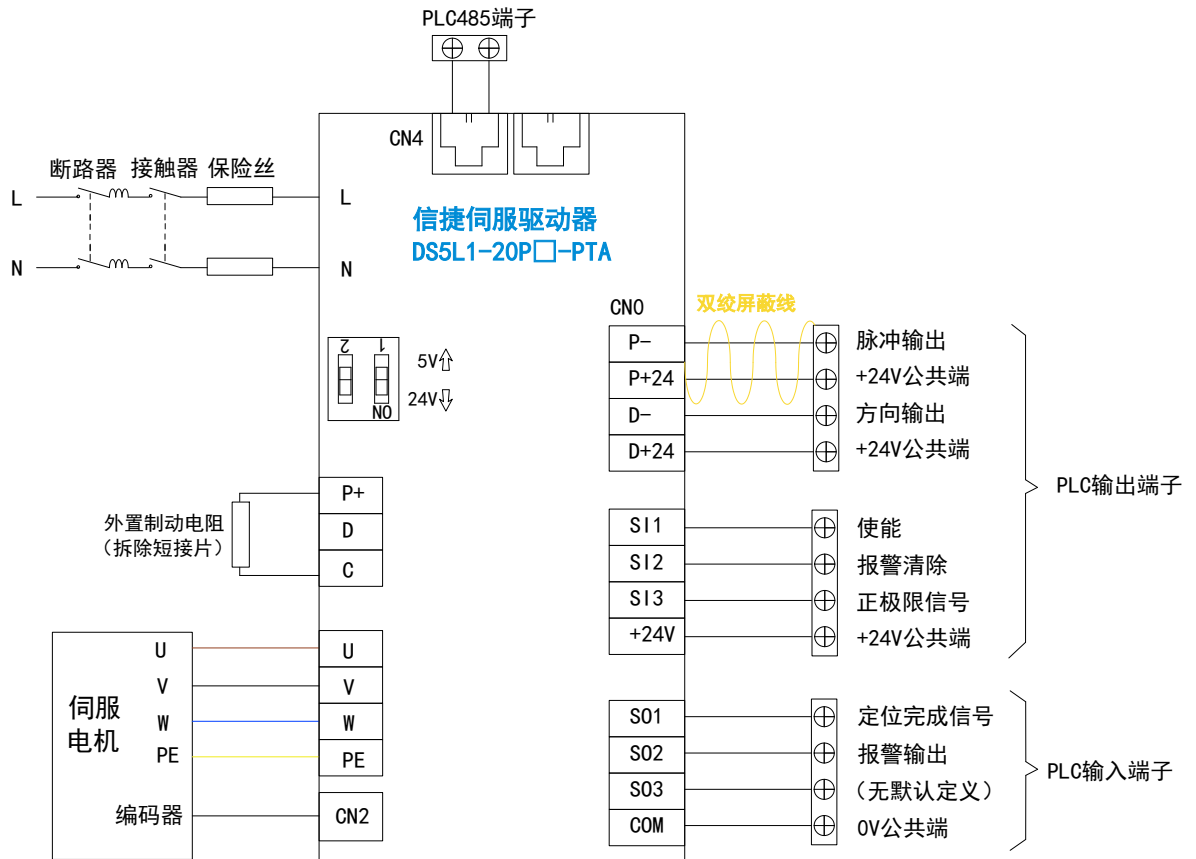 PLC485端子
CN4
断路器 接触器 保险丝
L
L
N
N
信捷伺服驱动器
DS5L1-20P□-PTA
2 1
ON
5V
24V
CN0
双绞屏蔽线
P- 脉冲输出
P+24 +24V公共端
D- 方向输出
D+24 +24V公共端
SI1 使能
SI2 报警清除
SI3 正极限信号
+24V +24V公共端
PLC输出端子
外置制动电阻
（拆除短接片）
P+
D
C
伺服
电机
U U
V V
W W
PE PE
编码器 CN2
SO1 定位完成信号
SO2 报警输出
SO3 （无默认定义）
COM 0V公共端
PLC输入端子